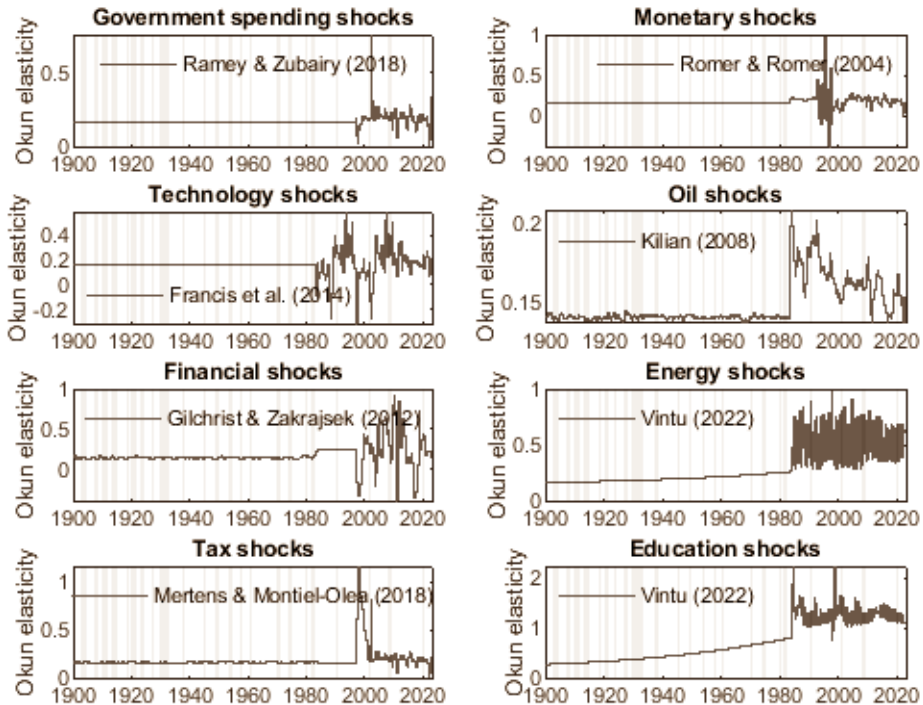 Government spending shocks
Okun elasticity
0.5
0
Ramey & Zubairy (2018)
1900 1920 1940 1960 1980 2000 2020
Monetary shocks
Okun elasticity
1
0
Romer & Romer (2004)
1900 1920 1940 1960 1980 2000 2020
Technology shocks
Okun elasticity
0.4
0.2
0
-0.2
Francis et al. (2014)
1900 1920 1940 1960 1980 2000 2020
Oil shocks
Okun elasticity
0.2
0.15
Kilian (2008)
1900 1920 1940 1960 1980 2000 2020
Financial shocks
Okun elasticity
1
0.5
0
Gilchrist & Zakrajsek (2012)
1900 1920 1940 1960 1980 2000 2020
Energy shocks
Okun elasticity
1
0.5
0
Vintu (2022)
1900 1920 1940 1960 1980 2000 2020
Tax shocks
Okun elasticity
1
0.5
0
Mertens & Montiel-Olea (2018)
1900 1920 1940 1960 1980 2000 2020
Education shocks
Okun elasticity
2
1
0
Vintu (2022)
1900 1920 1940 1960 1980 2000 2020